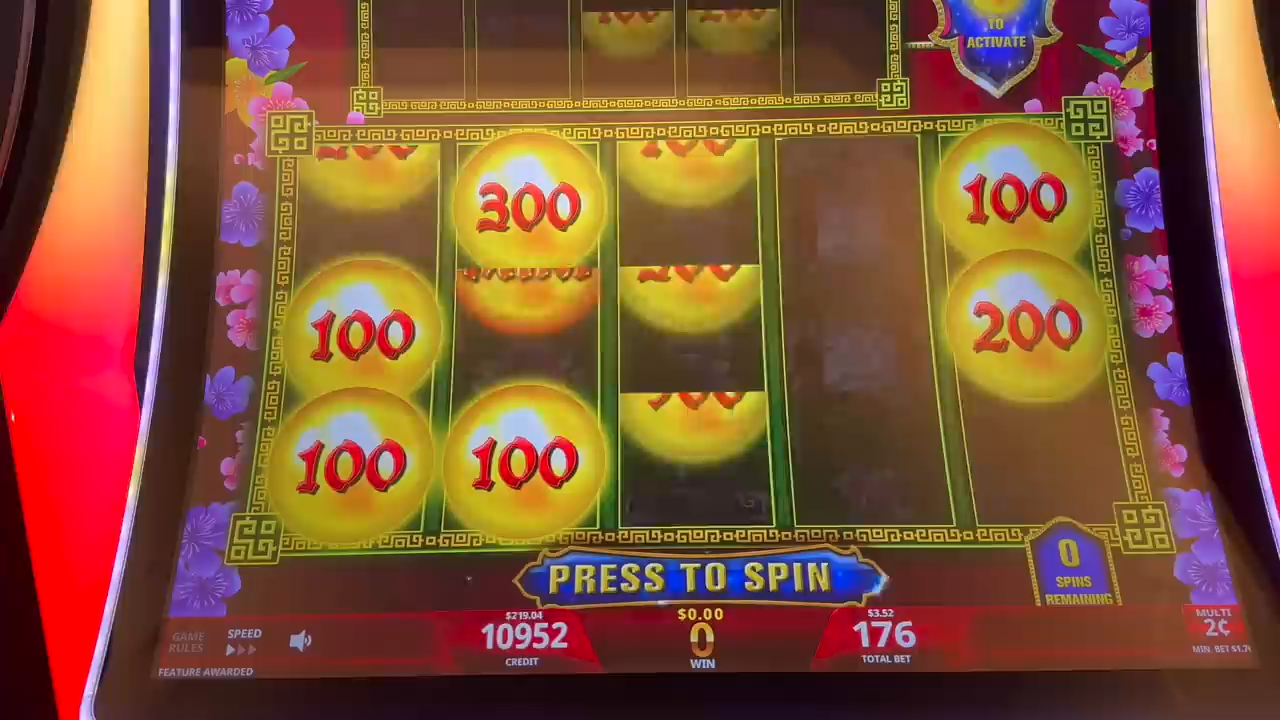 TO
ACTIVATE
300
100
100
200
100
100
PRESS TO SPIN
0
SPINS
REMAINING
GAME
RULES
SPEED
$219.04
10952
CREDIT
$0.00
0
WIN
$3.52
176
TOTAL BET
MULTI
2¢
FEATURE AWARDED